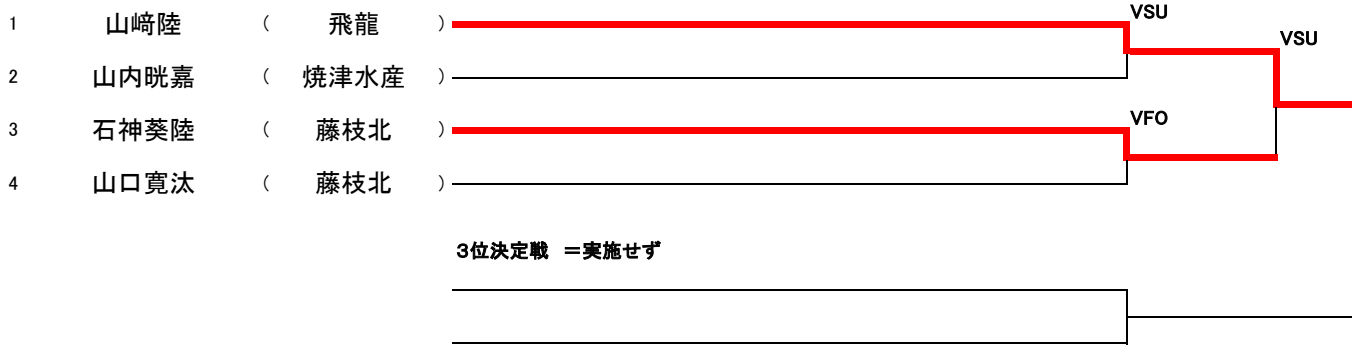 VSU
1 山﨑陸 （ 飛龍 ）
VSU
2 山内晄嘉 （ 焼津水産 ）
VFO
3 石神葵陸 （ 藤枝北 ）
4 山口寛汰 （ 藤枝北 ）
３位決定戦 ＝実施せず